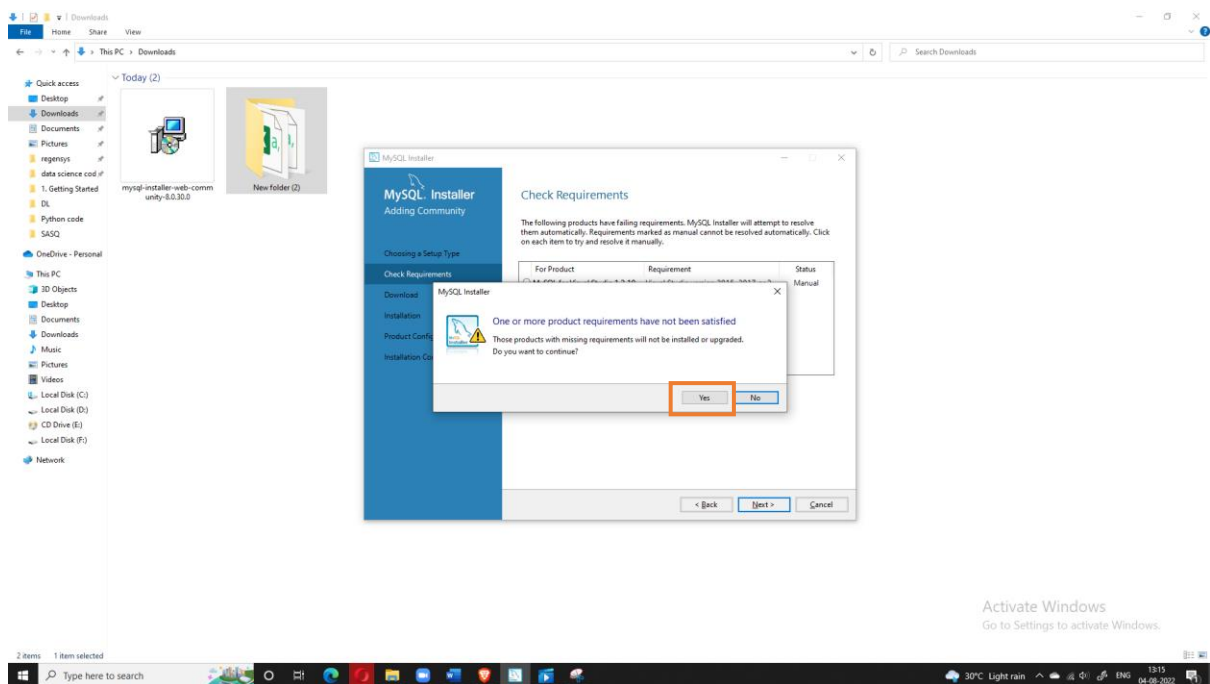 Downloads
File Home Share View
This PC > Downloads
Search Downloads
Quick access
Desktop
Downloads
Documents
Pictures
regensys
data science cod
1. Getting Started
DL
Python code
SASQ
OneDrive - Personal
This PC
3D Objects
Desktop
Documents
Downloads
Music
Pictures
Videos
Local Disk (C:)
Local Disk (D:)
CD Drive (E:)
Local Disk (F:)
Network
Today (2)
mysql-installer-web-comm
unity-8.0.30.0
New folder (2)
MySQL Installer
MySQL. Installer
Adding Community
Choosing a Setup Type
Check Requirements
Download
Installation
Product Config
Installation Co
Check Requirements
The following products have failing requirements. MySQL Installer will attempt to resolve
them automatically. Requirements marked as manual cannot be resolved automatically. Click
on each item to try and resolve it manually.
For Product Requirement Status
Manual
MySQL Installer
One or more product requirements have not been satisfied
Those products with missing requirements will not be installed or upgraded.
Do you want to continue?
Yes No
< Back Next > Cancel
Activate Windows
Go to Settings to activate Windows.
2 items 1 item selected
Type here to search
30°C Light rain ENG
13:15
04-08-2022